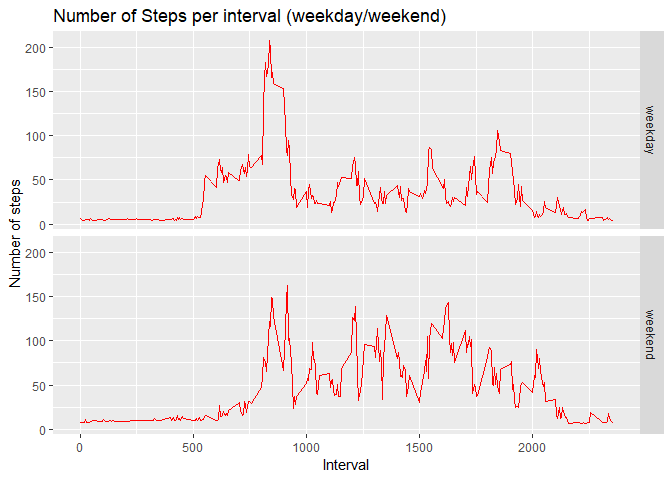 Number of Steps per interval (weekday/weekend)
Number of steps
200
150
100
50
0
weekday
200
150
100
50
0
weekend
0 500 1000 1500 2000
Interval